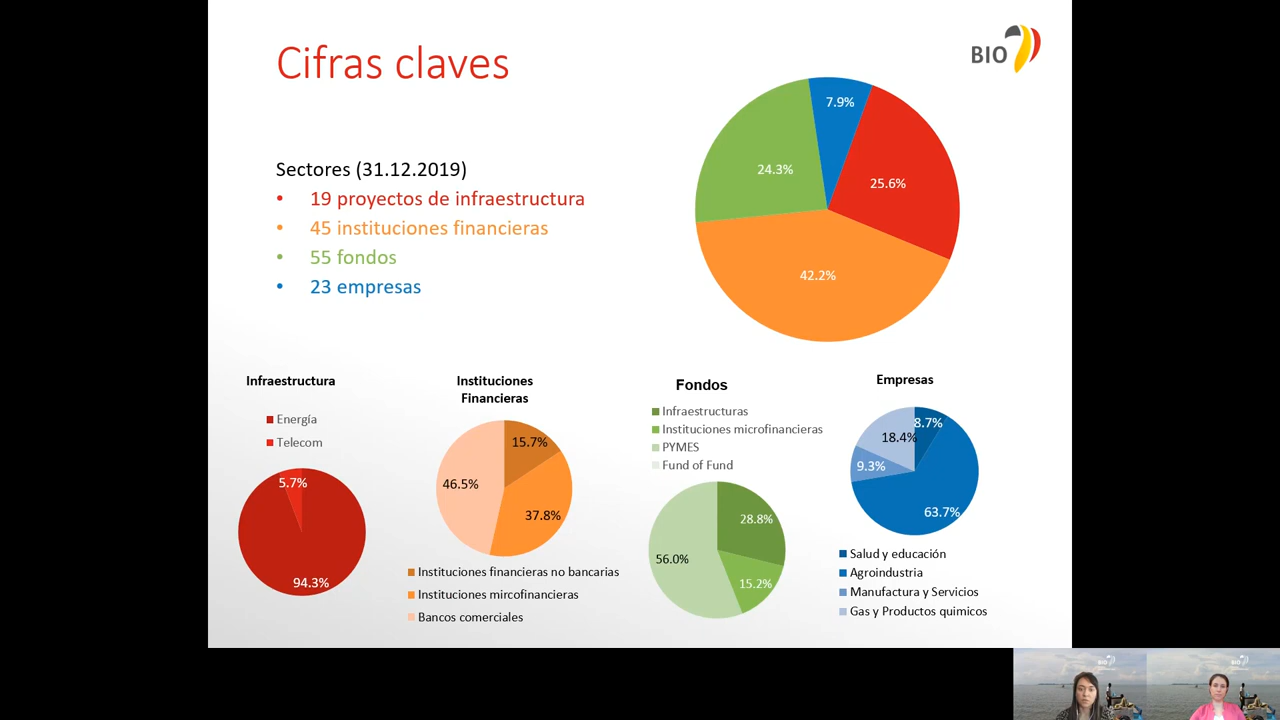 Cifras claves
BIO
Sectores (31.12.2019)
• 19 proyectos de infraestructura
• 45 instituciones financieras
• 55 fondos
• 23 empresas
7.9%
24.3%
25.6%
42.2%
Infraestructura
Energía
Telecom
5.7%
94.3%
Instituciones
Financieras
15.7%
46.5%
37.8%
Instituciones financieras no bancarias
Instituciones mircofinancieras
Bancos comerciales
Fondos
Infraestructuras
Instituciones microfinancieras
PYMES
Fund of Fund
28.8%
56.0%
15.2%
Empresas
8.7%
18.4%
9.3%
63.7%
Salud y educación
Agroindustria
Manufactura y Servicios
Gas y Productos quimicos
BIO
BIO